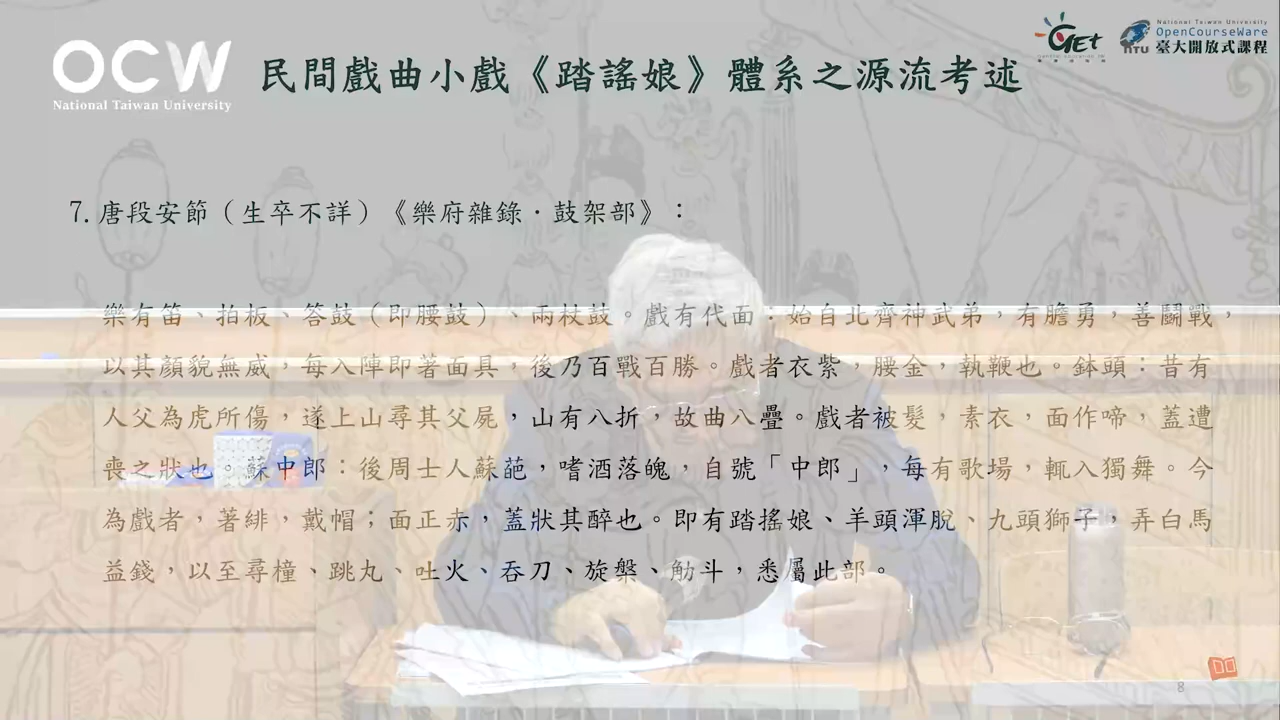 OCW
National Taiwan University
民間戲曲小戲《踏謠娘》體系之源流考述
GEt
National Taiwan University
OpenCourseWare
NTU 臺大開放式課程
7. 唐段安節（生卒不詳）《樂府雜錄．鼓架部》：
樂有笛、拍板、答鼓（即腰鼓）、兩杖鼓。戲有代面：始自北齊神武弟，有膽勇，善鬭戰，
以其顏貌無威，每入陣即著面具，後乃百戰百勝。戲者衣紫，腰金，執鞭也。鉢頭：昔有
人父為虎所傷，遂上山尋其父屍，山有八折，故曲八疊。戲者被髮，素衣，面作啼，蓋遭
喪之狀也。蘇中郎：後周士人蘇葩，嗜酒落魄，自號「中郎」，每有歌場，輒入獨舞。今
為戲者，著緋，戴帽；面正赤，蓋狀其醉也。即有踏搖娘、羊頭渾脫、九頭獅子，弄白馬
益錢，以至尋橦、跳丸、吐火、吞刀、旋槃、觔斗，悉屬此部。
8